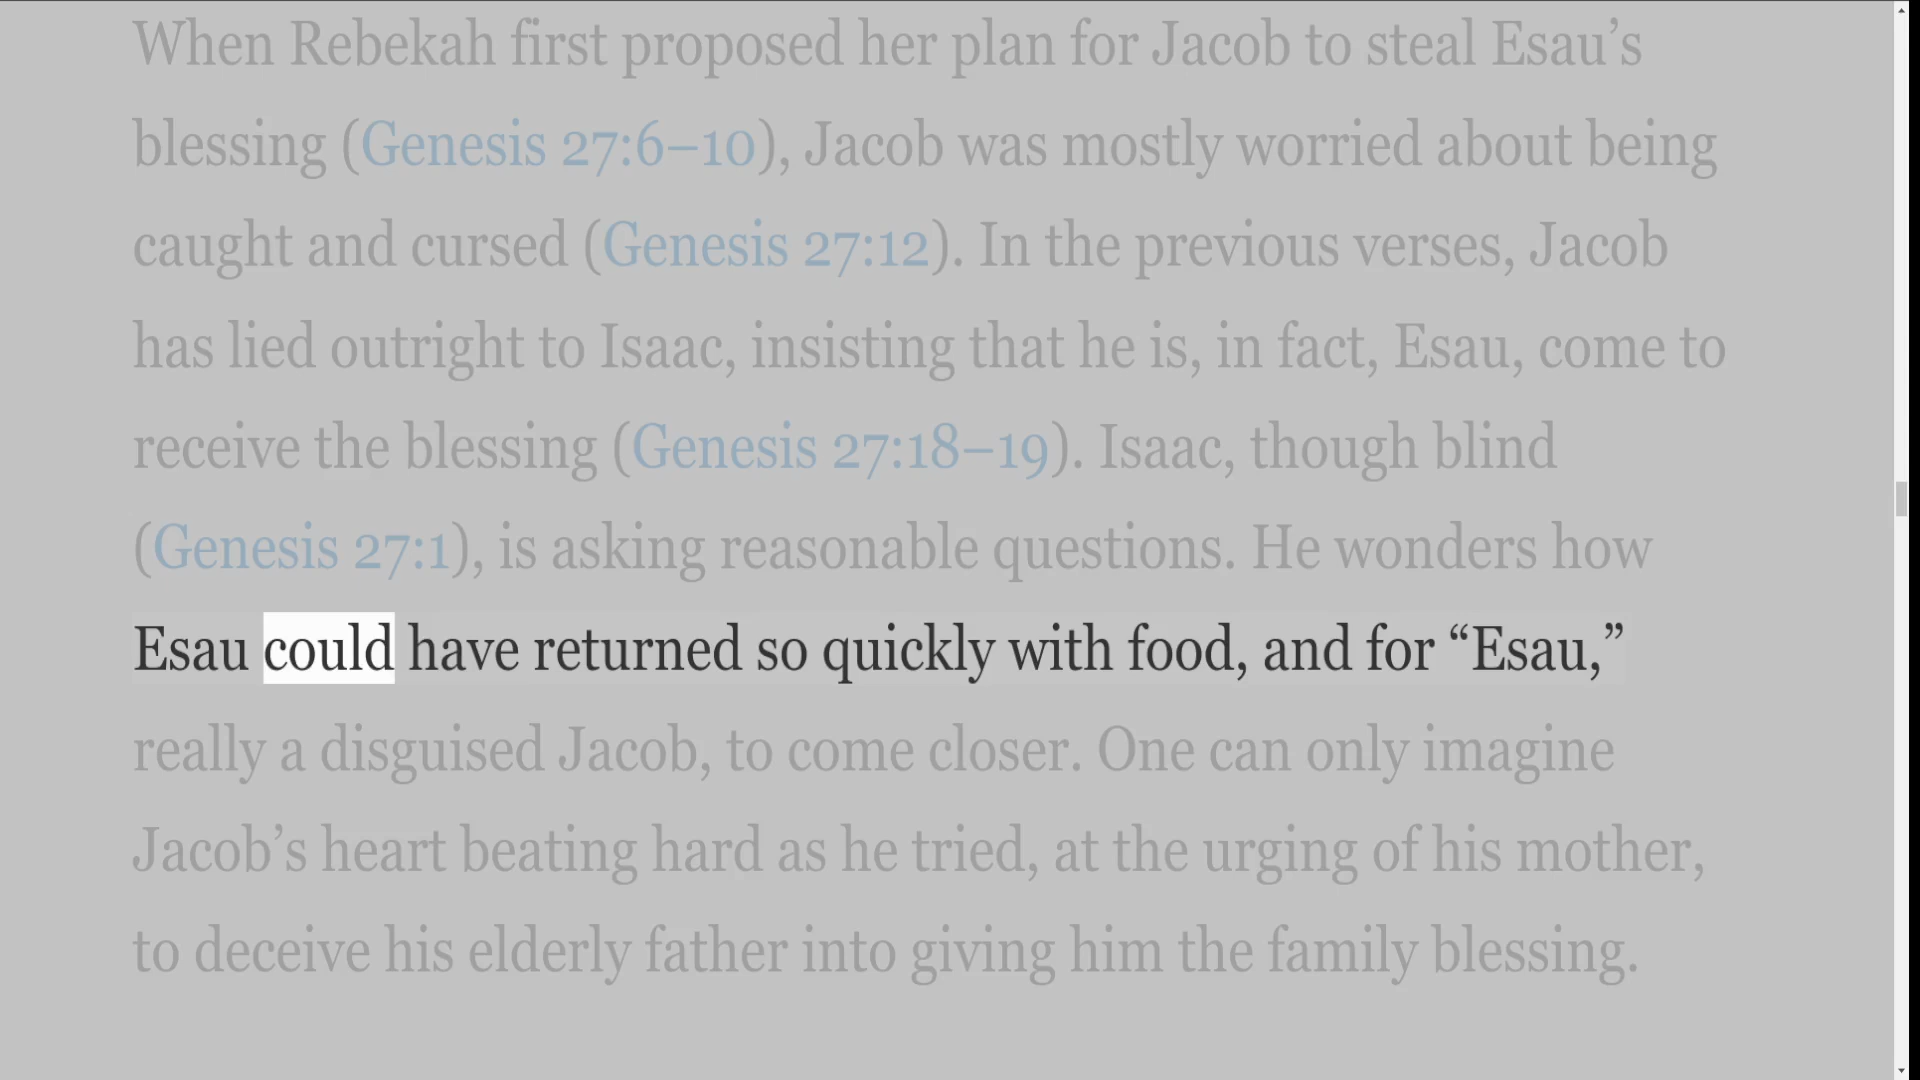 When Rebekah first proposed her plan for Jacob to steal Esau’s
blessing (Genesis 27:6–10), Jacob was mostly worried about being
caught and cursed (Genesis 27:12). In the previous verses, Jacob
has lied outright to Isaac, insisting that he is, in fact, Esau, come to
receive the blessing (Genesis 27:18–19). Isaac, though blind
(Genesis 27:1), is asking reasonable questions. He wonders how
Esau could have returned so quickly with food, and for “Esau,”
really a disguised Jacob, to come closer. One can only imagine
Jacob’s heart beating hard as he tried, at the urging of his mother,
to deceive his elderly father into giving him the family blessing.